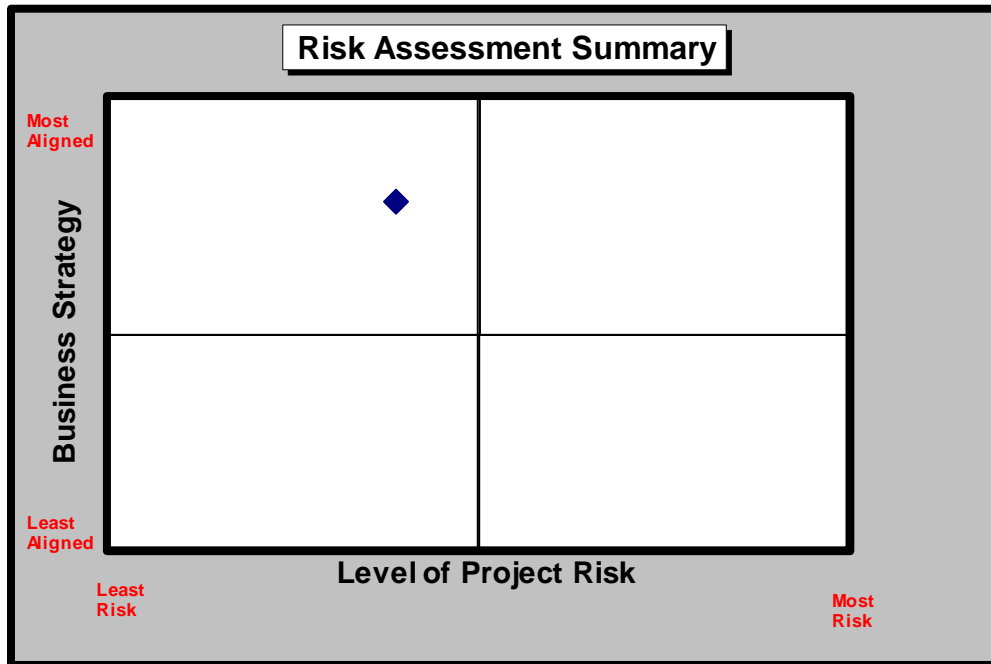 Risk Assessment Summary
Most
Aligned
Business Strategy
Least
Aligned
Level of Project Risk
Least
Risk
Most
Risk